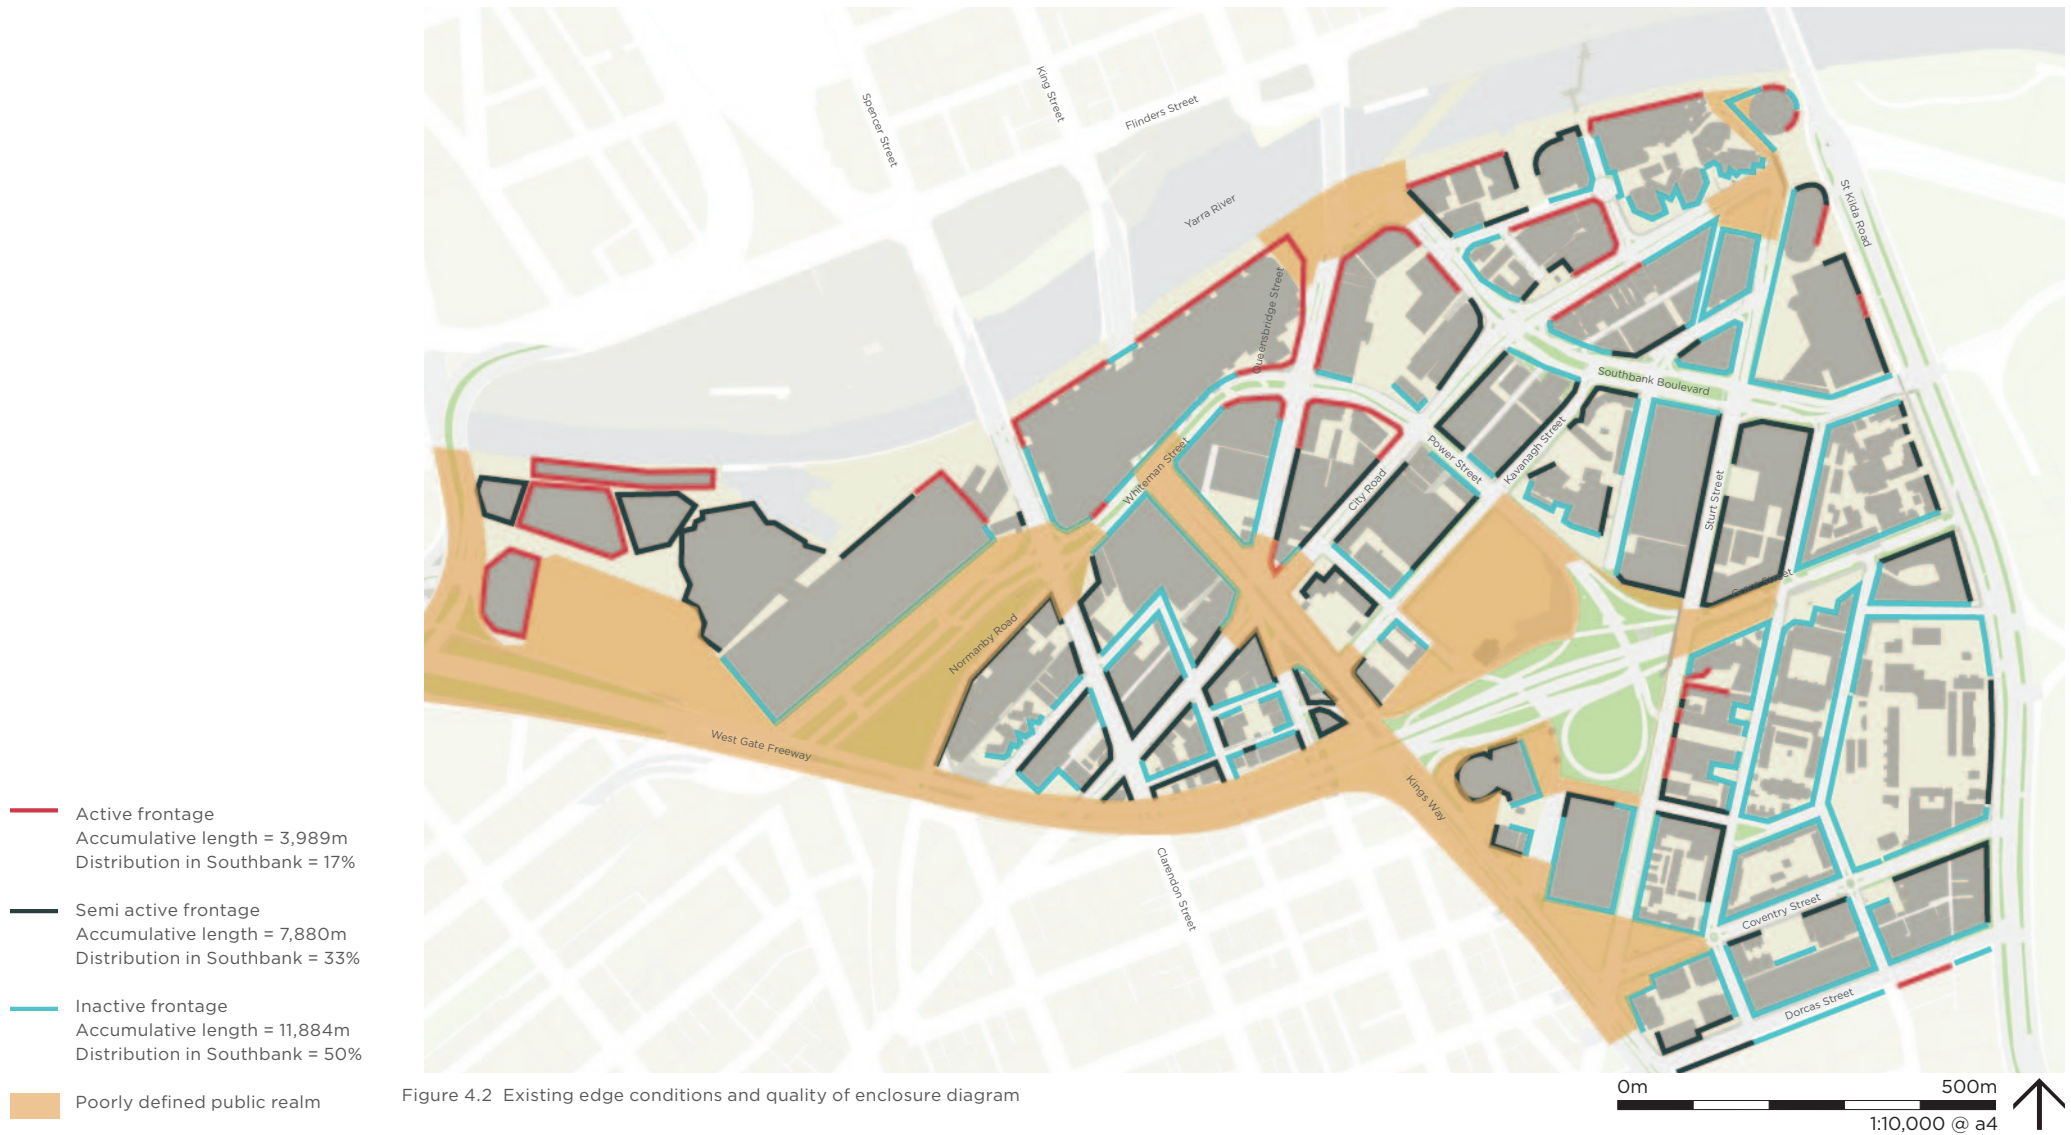 Spencer Street
King Street
Flinders Street
Yarra River
St Kilda Road
Queensbridge Street
Southbank Boulevard
Whiteman Street
Power Street
Kavanagh Street
City Road
Sturt Street
Grant Street
Normanby Road
West Gate Freeway
Kings Way
Clarendon Street
Coventry Street
Dorcas Street
Active frontage
Accumulative length = 3,989m
Distribution in Southbank = 17%
Semi active frontage
Accumulative length = 7,880m
Distribution in Southbank = 33%
Inactive frontage
Accumulative length = 11,884m
Distribution in Southbank = 50%
Poorly defined public realm
Figure 4.2 Existing edge conditions and quality of enclosure diagram
0m 500m
1:10,000 @ a4